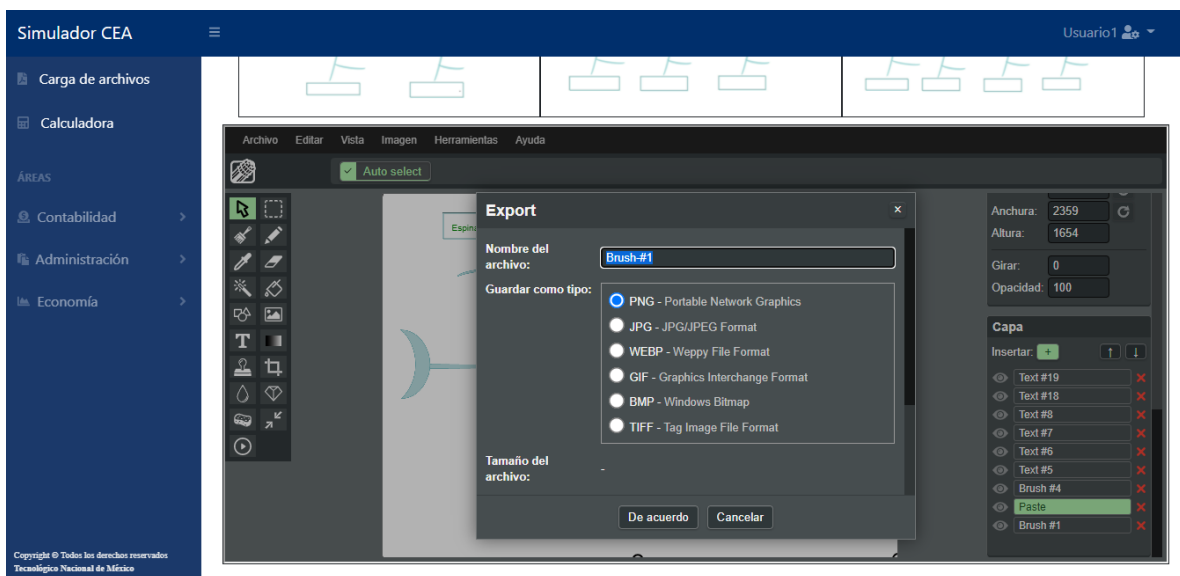 Simulador CEA
Usuario1
Carga de archivos
Calculadora
ÁREAS
Contabilidad
Administración
Economía
Copyright © Todos los derechos reservados
Tecnológico Nacional de México
Archivo Editar Vista Imagen Herramientas Ayuda
Auto select
Espina
Export
×
Nombre del
archivo:
Brush-#1
Guardar como tipo:
PNG - Portable Network Graphics
JPG - JPG/JPEG Format
WEBP - Weppy File Format
GIF - Graphics Interchange Format
BMP - Windows Bitmap
TIFF - Tag Image File Format
Tamaño del
archivo:
-
De acuerdo Cancelar
Anchura: 2359
Altura: 1654
Girar: 0
Opacidad: 100
Capa
Insertar: + ↑ ↓
Text #19
Text #18
Text #8
Text #7
Text #6
Text #5
Brush #4
Paste
Brush #1